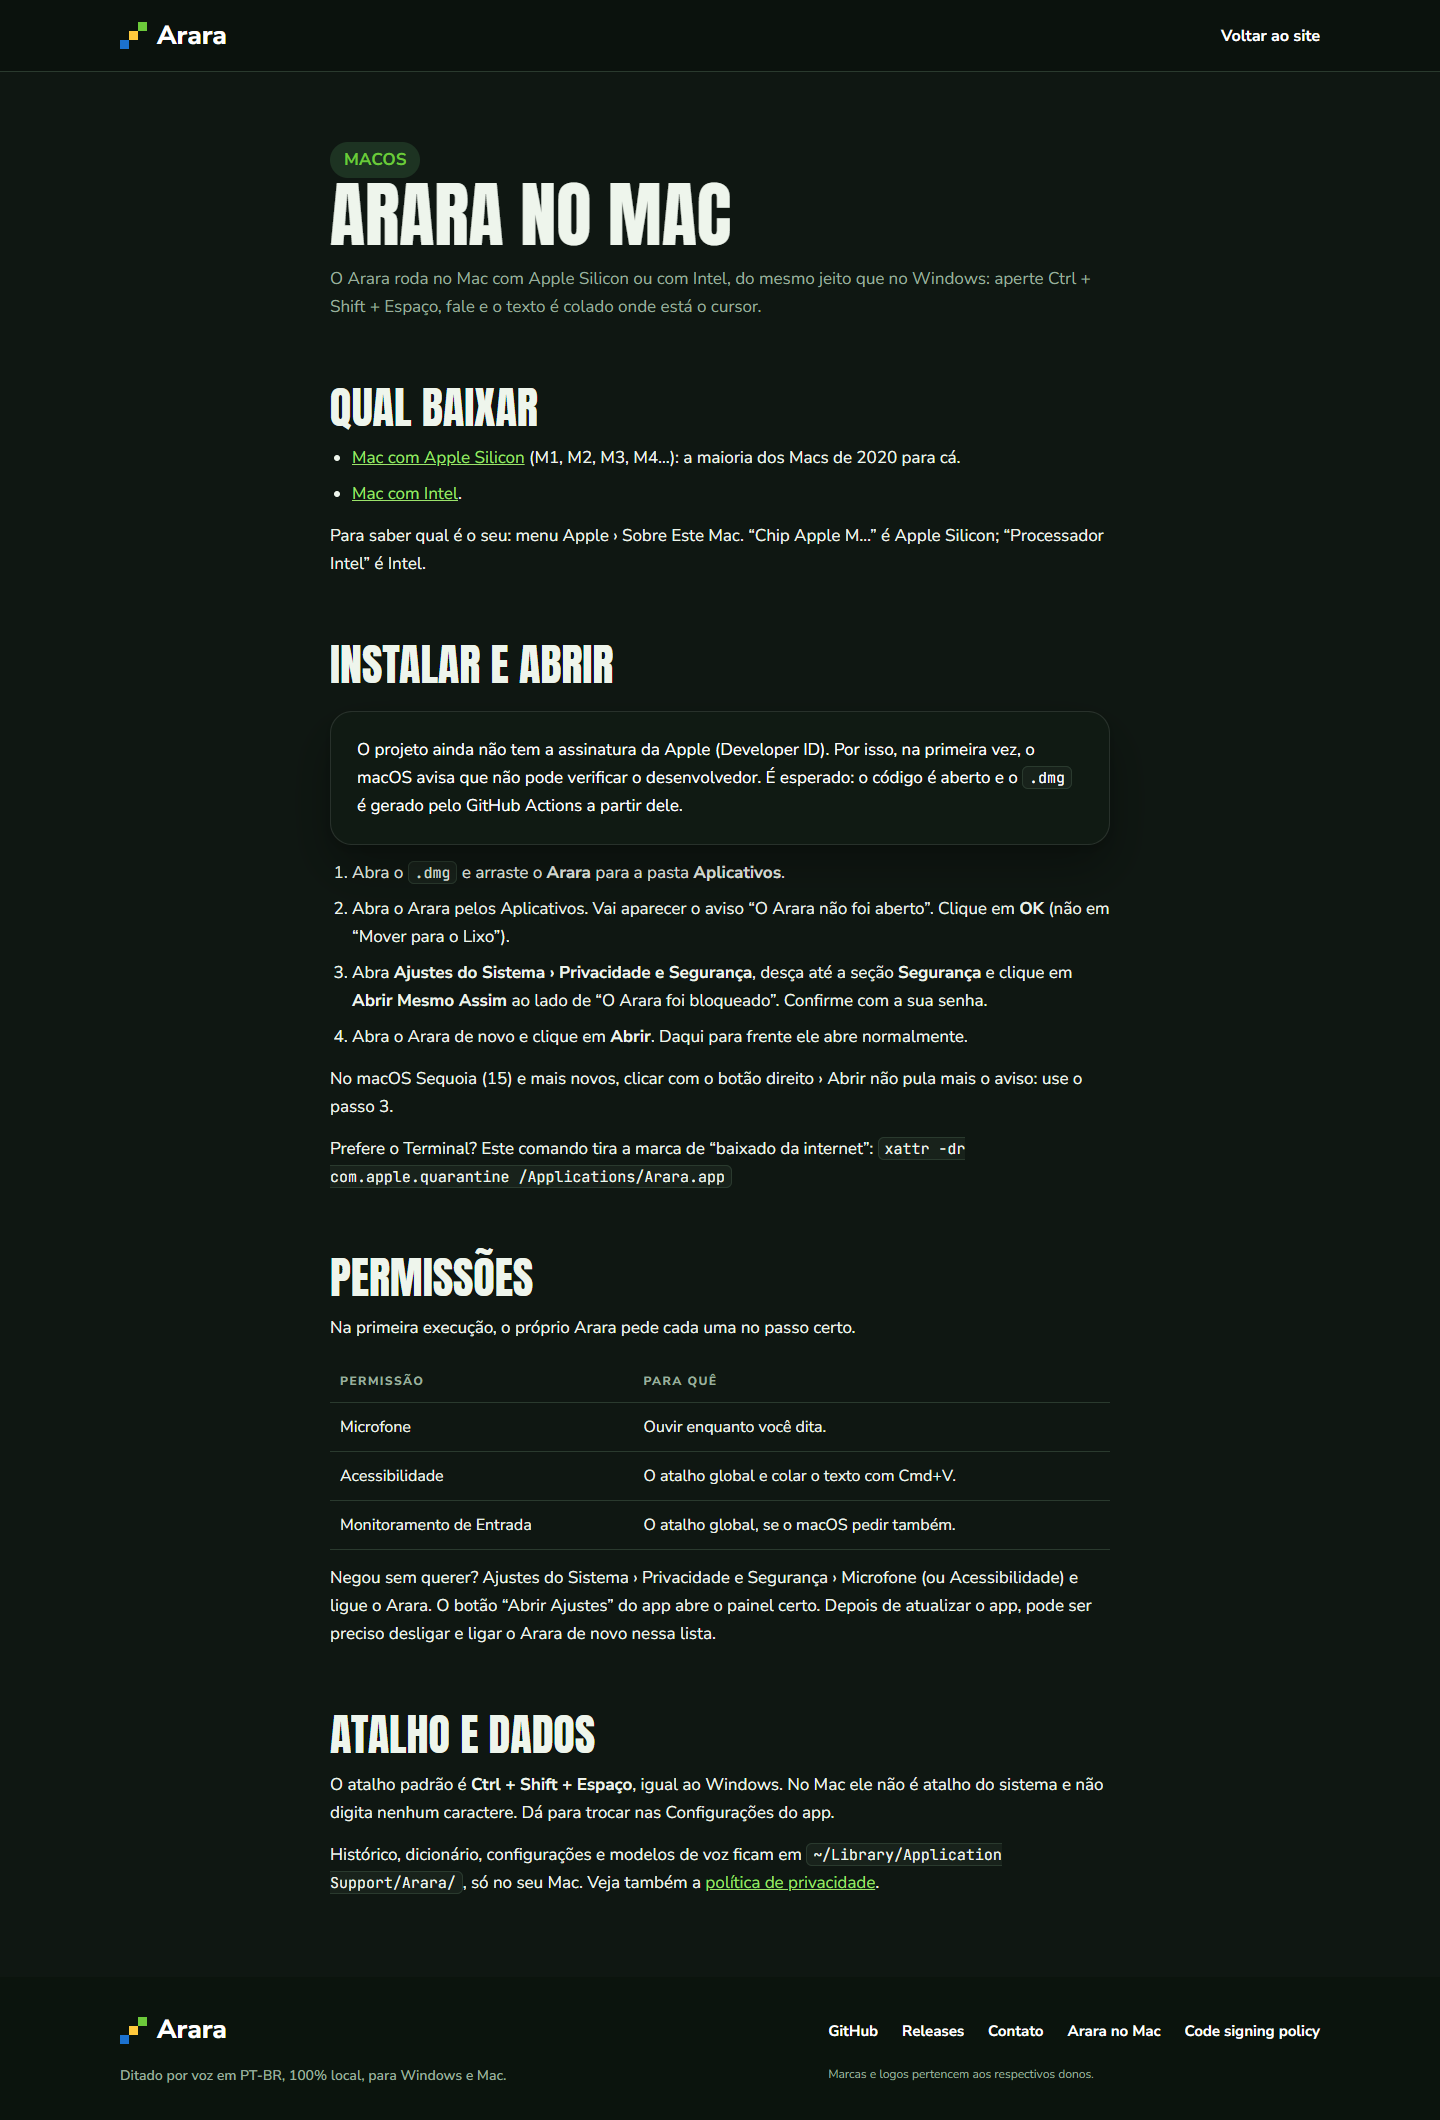 Arara
Voltar ao site
MACOS
ARARA NO MAC
O Arara roda no Mac com Apple Silicon ou com Intel, do mesmo jeito que no Windows: aperte Ctrl +
Shift + Espaço, fale e o texto é colado onde está o cursor.
QUAL BAIXAR
• Mac com Apple Silicon (M1, M2, M3, M4…): a maioria dos Macs de 2020 para cá.
• Mac com Intel.
Para saber qual é o seu: menu Apple › Sobre Este Mac. “Chip Apple M…” é Apple Silicon; “Processador
Intel” é Intel.
INSTALAR E ABRIR
O projeto ainda não tem a assinatura da Apple (Developer ID). Por isso, na primeira vez, o
macOS avisa que não pode verificar o desenvolvedor. É esperado: o código é aberto e o .dmg
é gerado pelo GitHub Actions a partir dele.
1. Abra o .dmg e arraste o Arara para a pasta Aplicativos.
2. Abra o Arara pelos Aplicativos. Vai aparecer o aviso “O Arara não foi aberto”. Clique em OK (não em
“Mover para o Lixo”).
3. Abra Ajustes do Sistema › Privacidade e Segurança, desça até a seção Segurança e clique em
Abrir Mesmo Assim ao lado de “O Arara foi bloqueado”. Confirme com a sua senha.
4. Abra o Arara de novo e clique em Abrir. Daqui para frente ele abre normalmente.
No macOS Sequoia (15) e mais novos, clicar com o botão direito › Abrir não pula mais o aviso: use o
passo 3.
Prefere o Terminal? Este comando tira a marca de “baixado da internet”: xattr -dr
com.apple.quarantine /Applications/Arara.app
PERMISSÕES
Na primeira execução, o próprio Arara pede cada uma no passo certo.
PERMISSÃO PARA QUÊ
Microfone Ouvir enquanto você dita.
Acessibilidade O atalho global e colar o texto com Cmd+V.
Monitoramento de Entrada O atalho global, se o macOS pedir também.
Negou sem querer? Ajustes do Sistema › Privacidade e Segurança › Microfone (ou Acessibilidade) e
ligue o Arara. O botão “Abrir Ajustes” do app abre o painel certo. Depois de atualizar o app, pode ser
preciso desligar e ligar o Arara de novo nessa lista.
ATALHO E DADOS
O atalho padrão é Ctrl + Shift + Espaço, igual ao Windows. No Mac ele não é atalho do sistema e não
digita nenhum caractere. Dá para trocar nas Configurações do app.
Histórico, dicionário, configurações e modelos de voz ficam em ~/Library/Application
Support/Arara/, só no seu Mac. Veja também a política de privacidade.
Arara
GitHub Releases Contato Arara no Mac Code signing policy
Ditado por voz em PT-BR, 100% local, para Windows e Mac.
Marcas e logos pertencem aos respectivos donos.